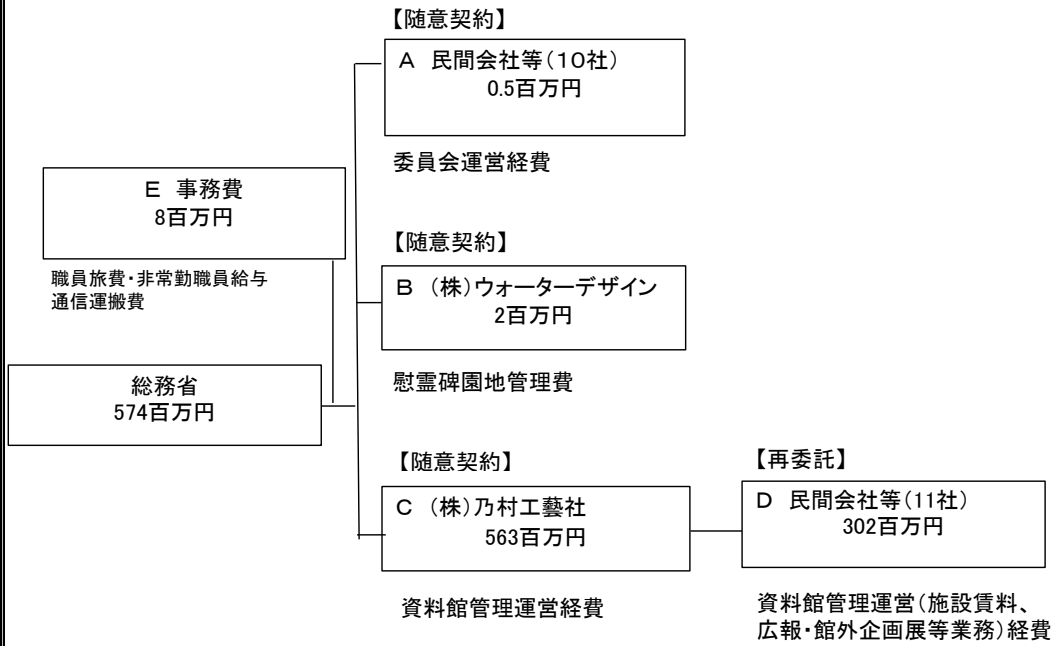 【随意契約】
A 民間会社等(10社)
0.5百万円
委員会運営経費
E 事務費
8百万円
職員旅費・非常勤職員給与
通信運搬費
【随意契約】
B (株)ウォーターデザイン
2百万円
慰霊碑園地管理費
総務省
574百万円
【随意契約】
C (株)乃村工藝社
563百万円
資料館管理運営経費
【再委託】
D 民間会社等(11社)
302百万円
資料館管理運営(施設賃料、
広報・館外企画展等業務)経費